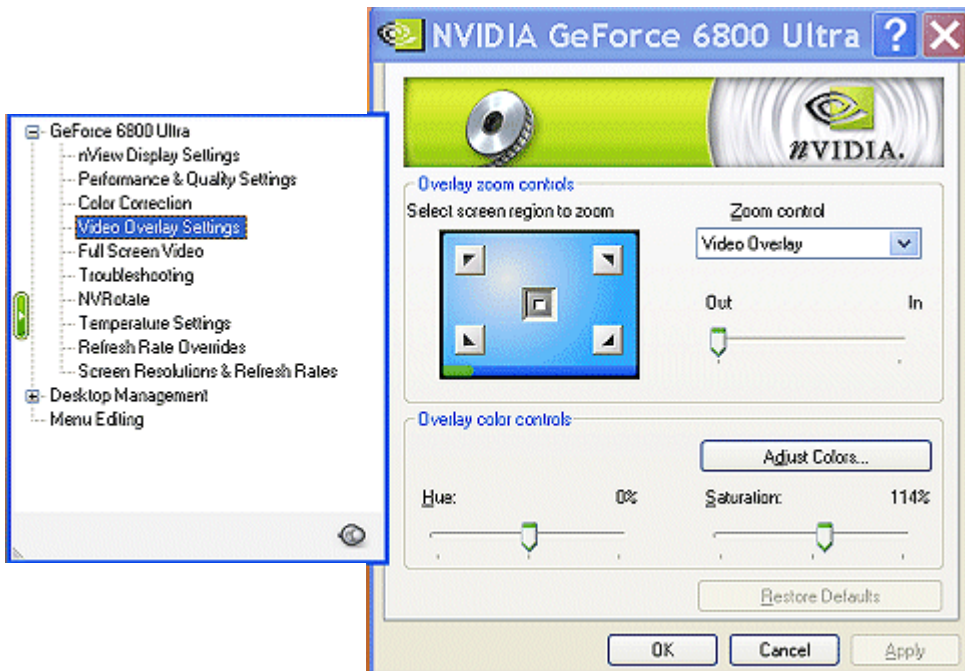 GeForce 6800 Ultra
nView Display Settings
Performance & Quality Settings
Color Correction
Video Overlay Settings
Full Screen Video
Troubleshooting
NVRotate
Temperature Settings
Refresh Rate Overrides
Screen Resolutions & Refresh Rates
Desktop Management
Menu Editing
NVIDIA GeForce 6800 Ultra
nVIDIA.
Overlay zoom controls
Select screen region to zoom
Zoom control
Video Overlay
Out In
Overlay color controls
Adjust Colors...
Hue: 0% Saturation: 114%
Restore Defaults
OK Cancel Apply